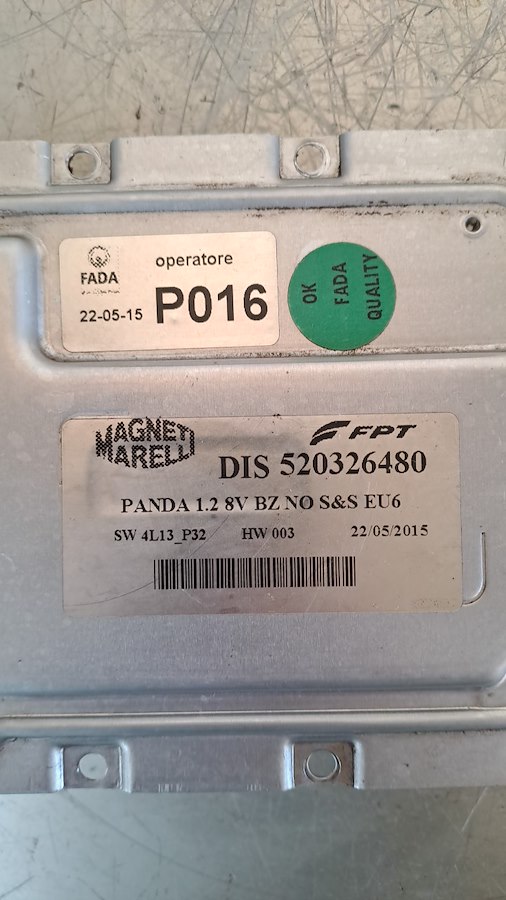 FADA
operatore
22-05-15 P016
OK
FADA
QUALITY
MAGNETI
MARELLI
FPT
DIS 520326480
PANDA 1.2 8V BZ NO S&S EU6
SW 4L13_P32 HW 003 22/05/2015